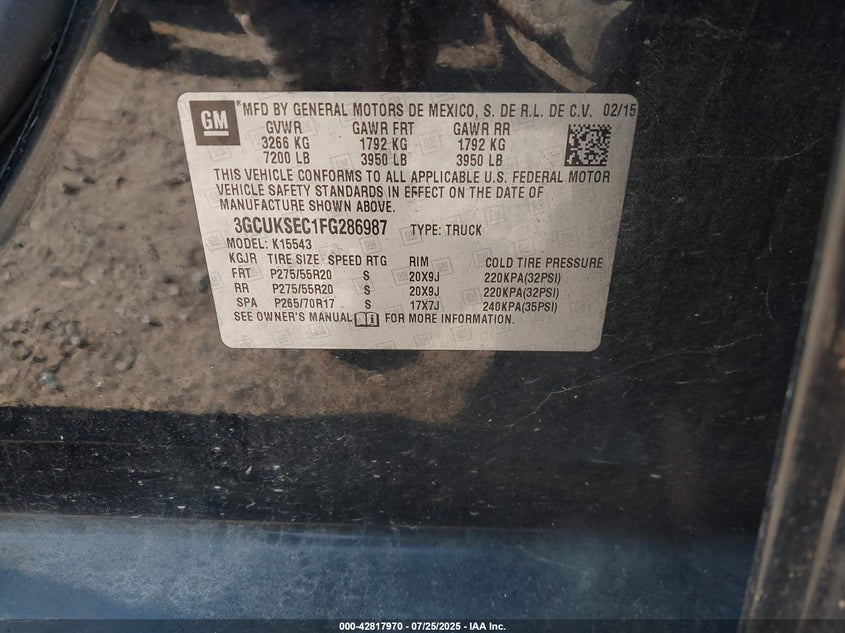 GM ® MFD BY GENERAL MOTORS DE MEXICO, S. DE R.L. DE C.V. 02/15
GVWR GAWR FRT GAWR RR
3266 KG 1792 KG 1792 KG
7200 LB 3950 LB 3950 LB
THIS VEHICLE CONFORMS TO ALL APPLICABLE U.S. FEDERAL MOTOR
VEHICLE SAFETY STANDARDS IN EFFECT ON THE DATE OF
MANUFACTURE SHOWN ABOVE.
3GCUKSEC1FG286987 TYPE: TRUCK
MODEL: K15543
KGJR TIRE SIZE SPEED RTG RIM COLD TIRE PRESSURE
FRT P275/55R20 S 20X9J 220KPA(32PSI)
RR P275/55R20 S 20X9J 220KPA(32PSI)
SPA P265/70R17 S 17X7J 240KPA(35PSI)
SEE OWNER'S MANUAL FOR MORE INFORMATION.
000-42817970 | 07/25/2025 | IAA Inc.